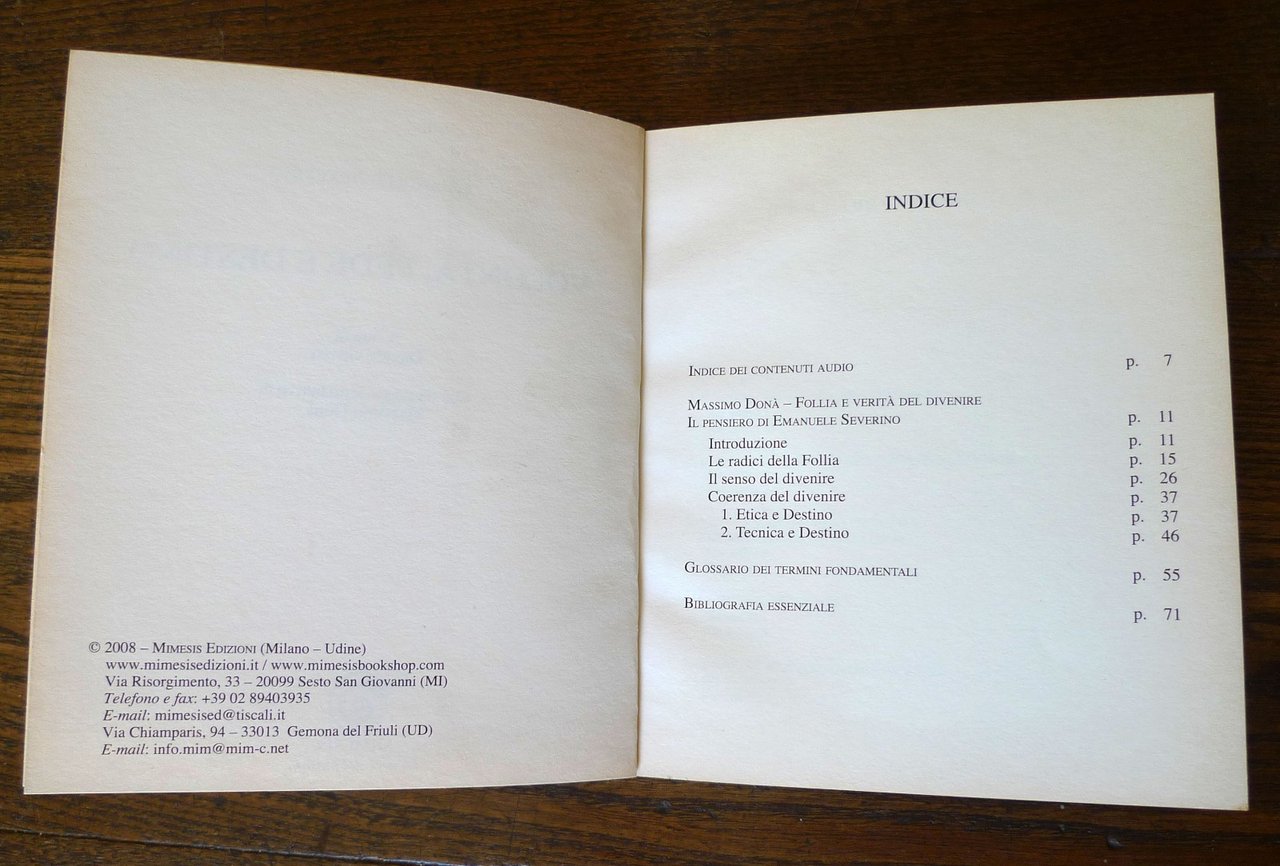 © 2008 – Mimesis Edizioni (Milano – Udine)
www.mimesisedizioni.it / www.mimesisbookshop.com
Via Risorgimento, 33 – 20099 Sesto San Giovanni (MI)
Telefono e fax: +39 02 89403935
E-mail: mimesised@tiscali.it
Via Chiamparis, 94 – 33013 Gemona del Friuli (UD)
E-mail: info.mim@mim-c.net
INDICE
Indice dei contenuti audio p. 7
Massimo Donà – Follia e verità del divenire
Il pensiero di Emanuele Severino p. 11
Introduzione p. 11
Le radici della Follia p. 15
Il senso del divenire p. 26
Coerenza del divenire p. 37
1. Etica e Destino p. 37
2. Tecnica e Destino p. 46
Glossario dei termini fondamentali p. 55
Bibliografia essenziale p. 71